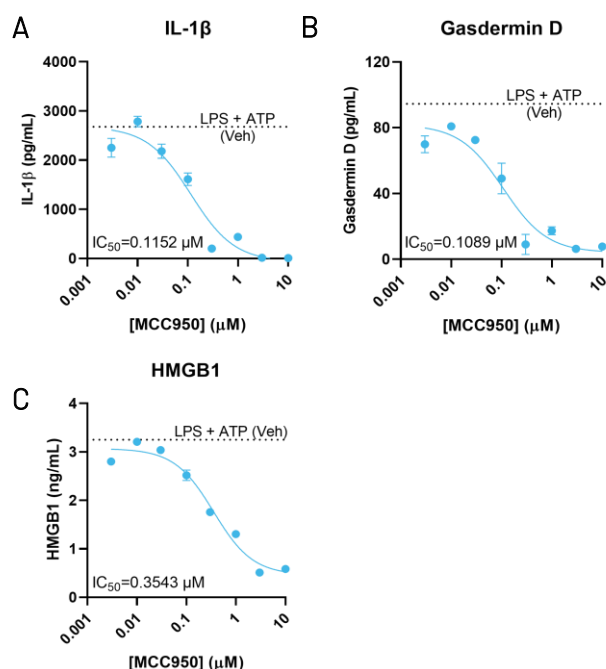 A
IL-1β
IL-1β (pg/mL)
4000
3000
2000
1000
0
LPS + ATP
(Veh)
IC50=0.1152 µM
0.001
0.01
0.1
1
10
[MCC950] (µM)
B
Gasdermin D
Gasdermin D (pg/mL)
120
80
40
0
LPS + ATP
(Veh)
IC50=0.1089 µM
0.001
0.01
0.1
1
10
[MCC950] (µM)
C
HMGB1
HMGB1 (ng/mL)
4
3
2
1
0
LPS + ATP (Veh)
IC50=0.3543 µM
0.001
0.01
0.1
1
10
[MCC950] (µM)